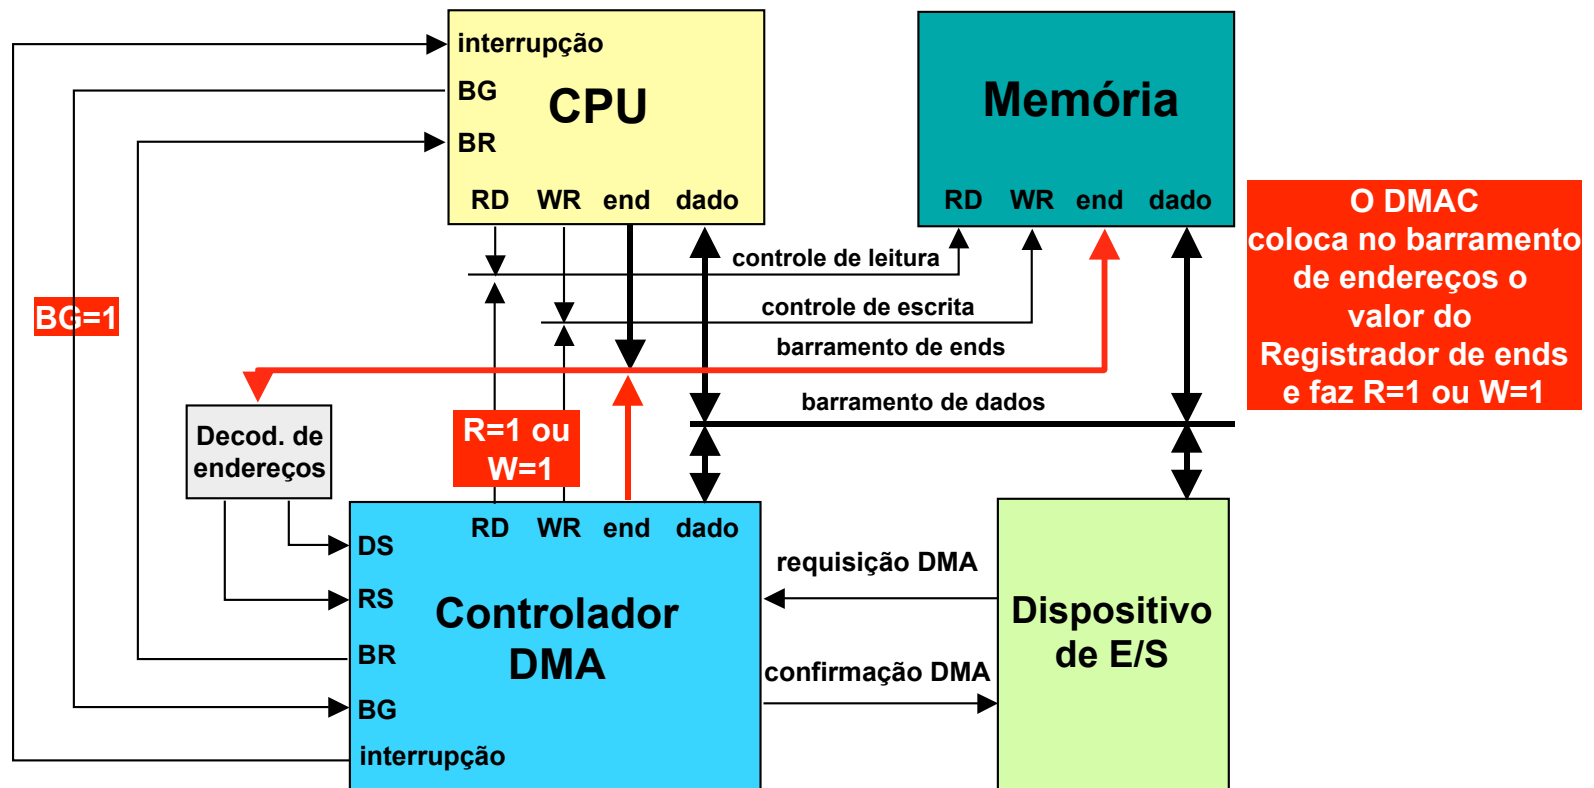 interrupção
BG
CPU
BR
RD WR end dado
Memória
RD WR end dado
O DMAC
coloca no barramento
de endereços o
valor do
Registrador de ends
e faz R=1 ou W=1
controle de leitura
controle de escrita
barramento de ends
barramento de dados
BG=1
R=1 ou
W=1
Decod. de
endereços
RD WR end dado
DS
RS
Controlador
DMA
BR
BG
interrupção
requisição DMA
confirmação DMA
Dispositivo
de E/S